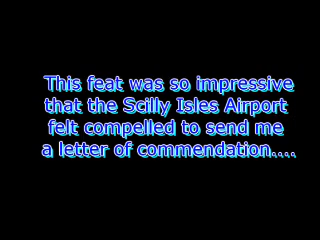 This feat was so impressive
that the Scilly Isles Airport
felt compelled to send me
a letter of commendation....